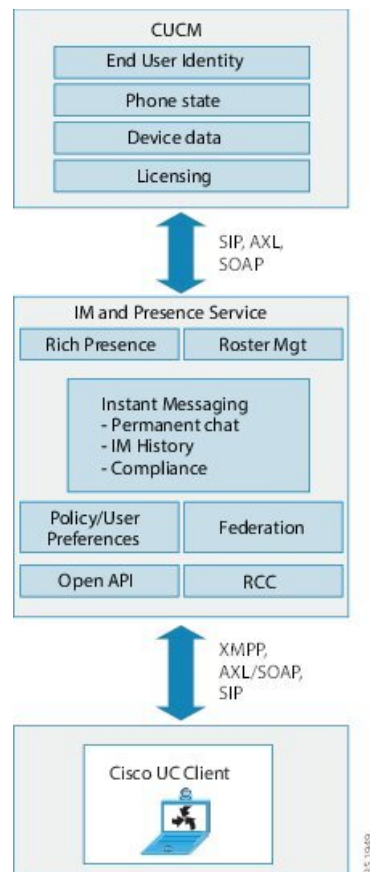 CUCM
End User Identity
Phone state
Device data
Licensing
SIP, AXL,
SOAP
IM and Presence Service
Rich Presence
Roster Mgt
Instant Messaging
- Permanent chat
- IM History
- Compliance
Policy/User
Preferences
Federation
Open API
RCC
XMPP,
AXL/SOAP,
SIP
Cisco UC Client